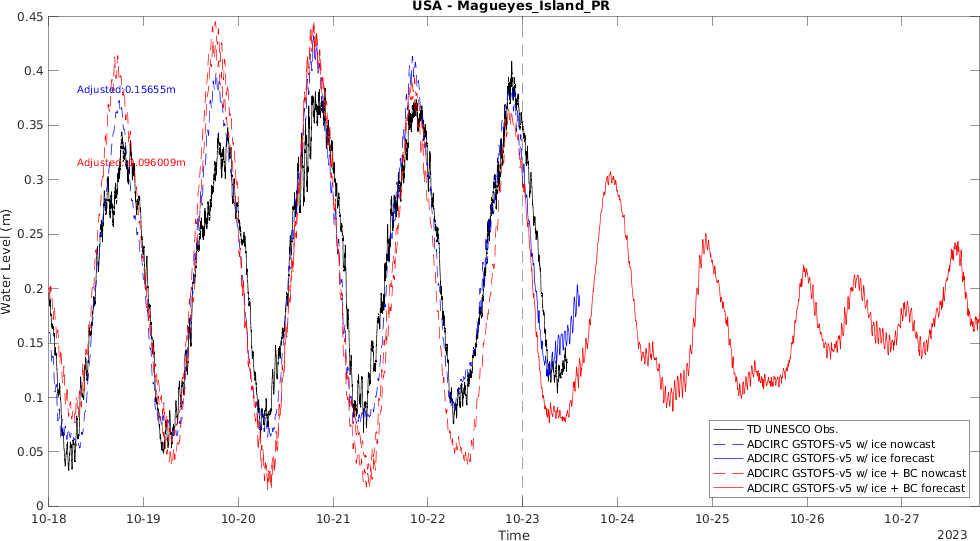 USA - Magueyes_Island_PR
0.45
0.4
0.35
0.3
0.25
0.2
0.15
0.1
0.05
0
Water Level (m)
Adjusted:0.15655m
Adjusted:0.096009m
TD UNESCO Obs.
ADCIRC GSTOFS-v5 w/ ice nowcast
ADCIRC GSTOFS-v5 w/ ice forecast
ADCIRC GSTOFS-v5 w/ ice + BC nowcast
ADCIRC GSTOFS-v5 w/ ice + BC forecast
10-18 10-19 10-20 10-21 10-22 10-23 10-24 10-25 10-26 10-27
Time
2023